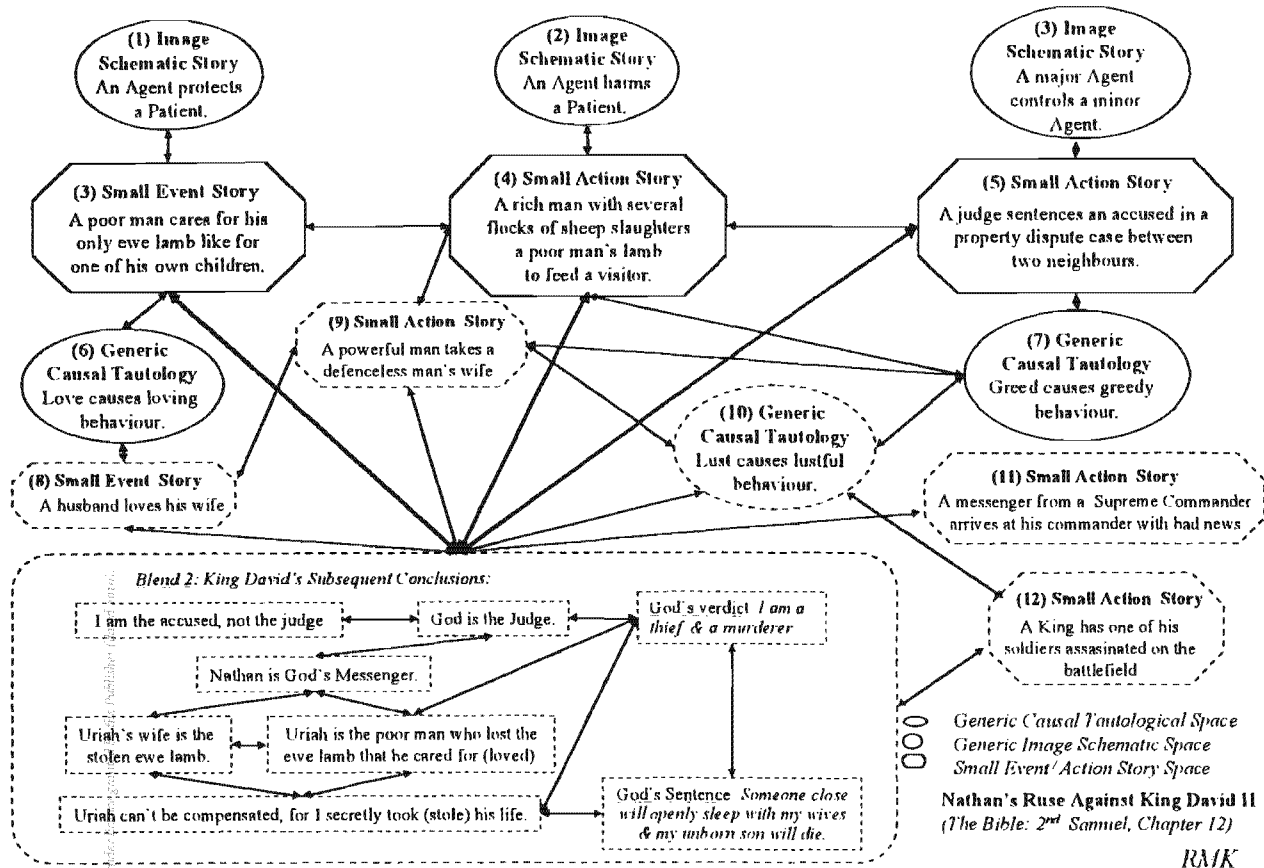 (1) Image
Schematic Story
An Agent protects
a Patient.
(2) Image
Schematic Story
An Agent harms
a Patient.
(3) Image
Schematic Story
A major Agent
controls a minor
Agent.
(3) Small Event Story
A poor man cares for his
only ewe lamb like for
one of his own children.
(4) Small Action Story
A rich man with several
flocks of sheep slaughters
a poor man's lamb
to feed a visitor.
(5) Small Action Story
A judge sentences an accused in a
property dispute case between
two neighbours.
(6) Generic
Causal Tautology
Love causes loving
behaviour.
(9) Small Action Story
A powerful man takes a
defenceless man's wife
(7) Generic
Causal Tautology
Greed causes greedy
behaviour.
(10) Generic
Causal Tautology
Lust causes lustful
behaviour.
(8) Small Event Story
A husband loves his wife
(11) Small Action Story
A messenger from a Supreme Commander
arrives at his commander with bad news
(12) Small Action Story
A King has one of his
soldiers assasinated on the
battlefield
Blend 2: King David's Subsequent Conclusions:
I am the accused, not the judge
God is the Judge.
God's verdict I am a
thief & a murderer
Nathan is God's Messenger.
Uriah's wife is the
stolen ewe lamb.
Uriah is the poor man who lost the
ewe lamb that he cared for (loved)
Uriah can't be compensated, for I secretly took (stole) his life.
God's Sentence Someone close
will openly sleep with my wives
& my unborn son will die.
Generic Causal Tautological Space
Generic Image Schematic Space
Small Event/Action Story Space
Nathan's Ruse Against King David II
(The Bible: 2nd Samuel, Chapter 12)
RMK